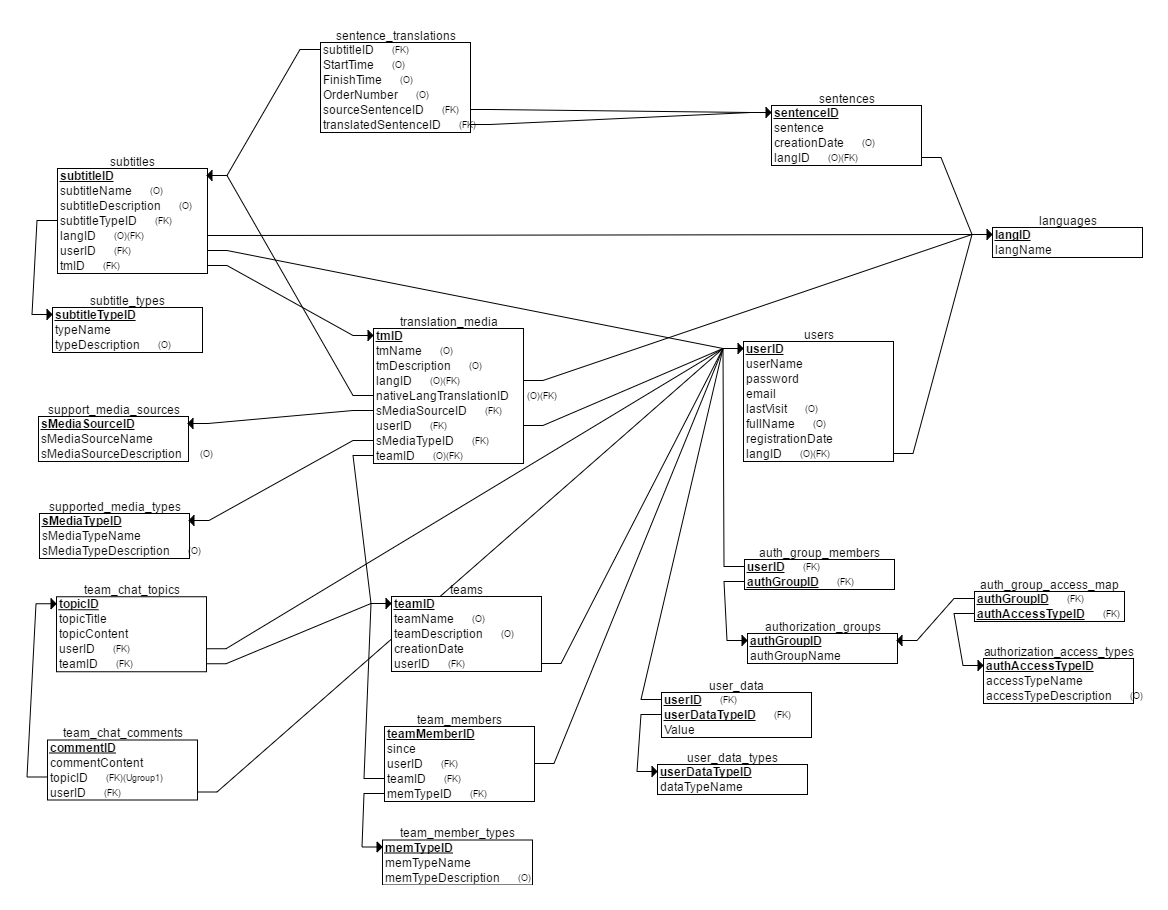 sentence_translations
subtitleID (FK)
StartTime (O)
FinishTime (O)
OrderNumber (O)
sourceSentenceID (FK)
translatedSentenceID (FK)
sentences
sentenceID
sentence
creationDate (O)
langID (O)(FK)
subtitles
subtitleID
subtitleName (O)
subtitleDescription (O)
subtitleTypeID (FK)
langID (O)(FK)
userID (FK)
tmID (FK)
languages
langID
langName
subtitle_types
subtitleTypeID
typeName
typeDescription (O)
translation_media
tmID
tmName (O)
tmDescription (O)
langID (O)(FK)
nativeLangTranslationID (O)(FK)
sMediaSourceID (FK)
userID (FK)
sMediaTypeID (FK)
teamID (O)(FK)
users
userID
userName
password
email
lastVisit (O)
fullName (O)
registrationDate
langID (O)(FK)
support_media_sources
sMediaSourceID
sMediaSourceName
sMediaSourceDescription (O)
supported_media_types
sMediaTypeID
sMediaTypeName
sMediaTypeDescription (O)
auth_group_members
userID (FK)
authGroupID (FK)
auth_group_access_map
authGroupID (FK)
authAccessTypeID (FK)
team_chat_topics
topicID
topicTitle
topicContent
userID (FK)
teamID (FK)
teams
teamID
teamName (O)
teamDescription (O)
creationDate
userID (FK)
authorization_groups
authGroupID
authGroupName
authorization_access_types
authAccessTypeID
accessTypeName
accessTypeDescription (O)
user_data
userID (FK)
userDataTypeID (FK)
Value
team_members
teamMemberID
since
userID (FK)
teamID (FK)
memTypeID (FK)
team_chat_comments
commentID
commentContent
topicID (FK)(Ugroup1)
userID (FK)
user_data_types
userDataTypeID
dataTypeName
team_member_types
memTypeID
memTypeName
memTypeDescription (O)